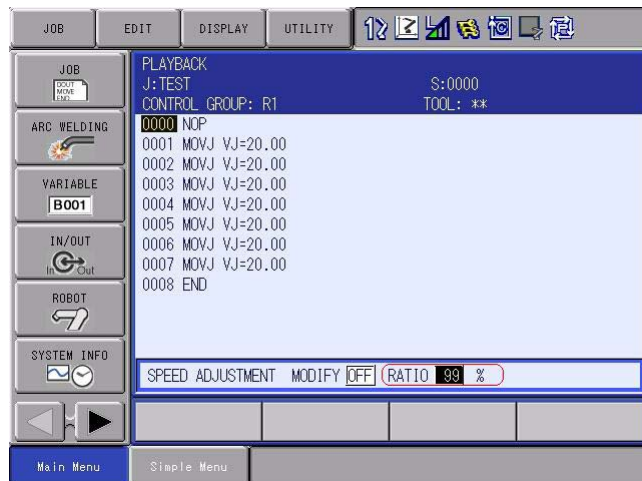 JOB EDIT DISPLAY UTILITY
JOB
DOUT
MOVE
END
ARC WELDING
VARIABLE
B001
IN/OUT
In Out
ROBOT
SYSTEM INFO
PLAYBACK
J:TEST S:0000
CONTROL GROUP: R1 TOOL: **
0000 NOP
0001 MOVJ VJ=20.00
0002 MOVJ VJ=20.00
0003 MOVJ VJ=20.00
0004 MOVJ VJ=20.00
0005 MOVJ VJ=20.00
0006 MOVJ VJ=20.00
0007 MOVJ VJ=20.00
0008 END
SPEED ADJUSTMENT MODIFY OFF RATIO 99 %
Main Menu Simple Menu